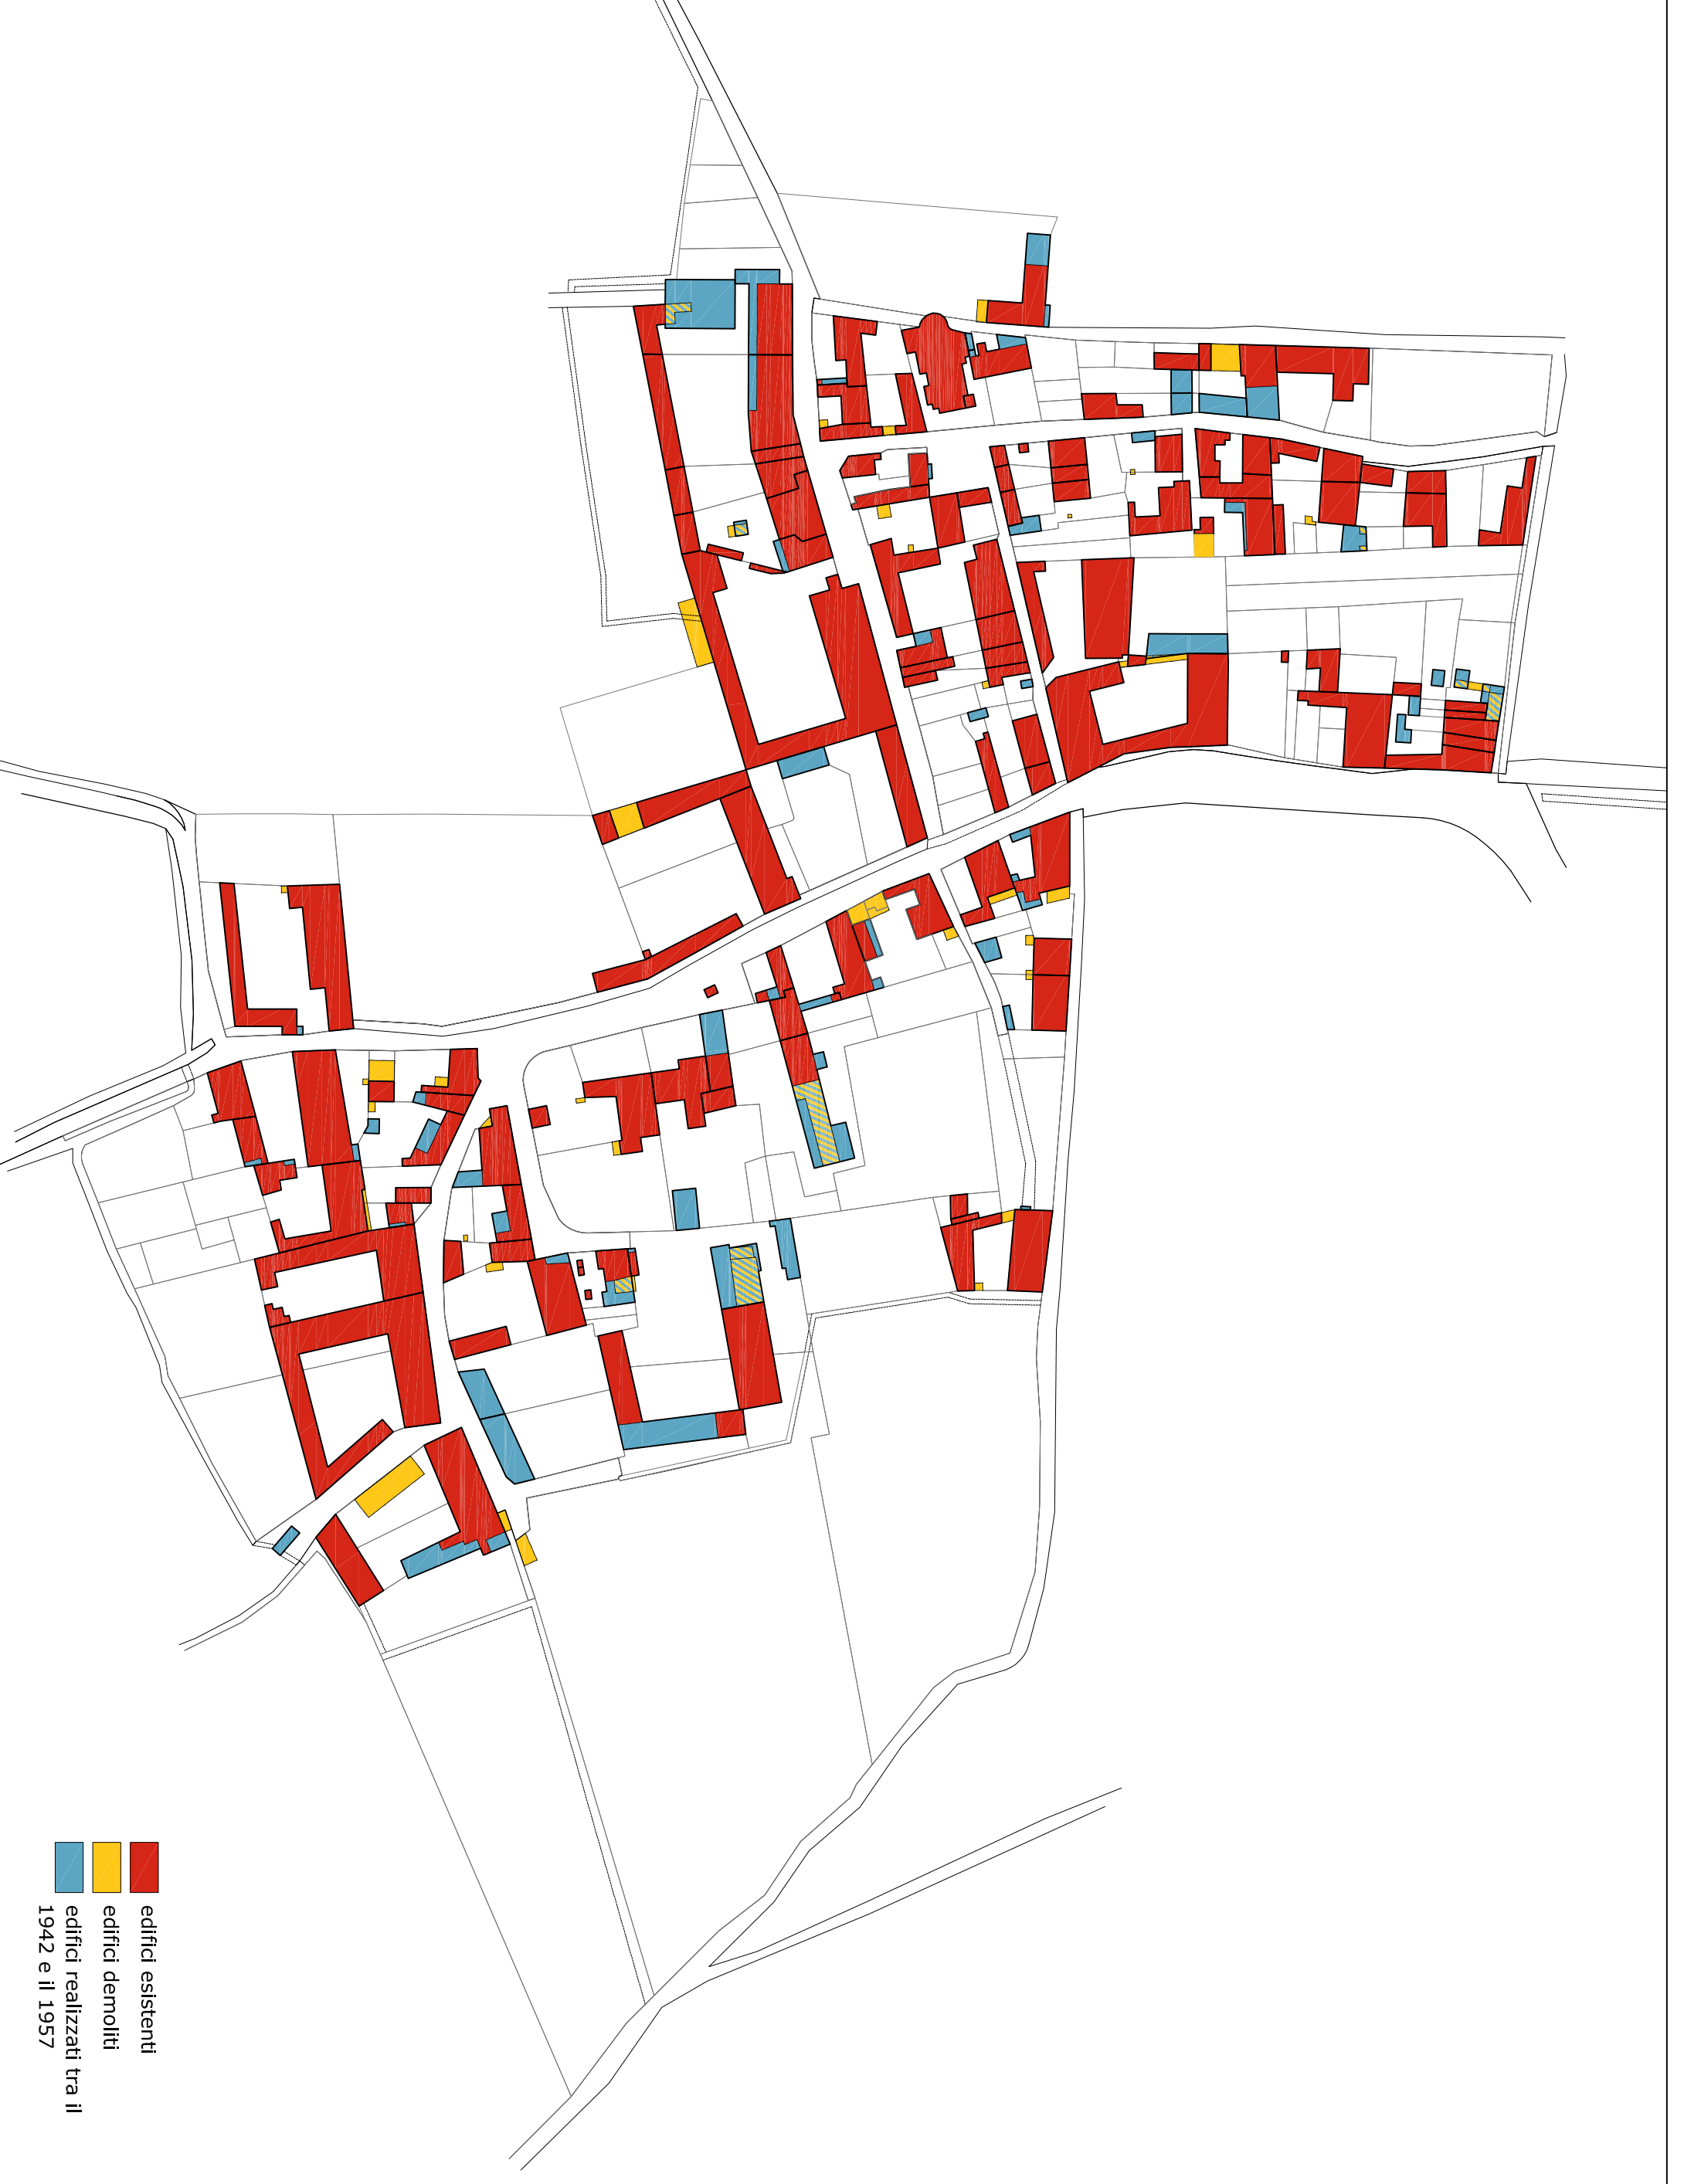 edifici esistenti
edifici demoliti
edifici realizzati tra il
1942 e il 1957